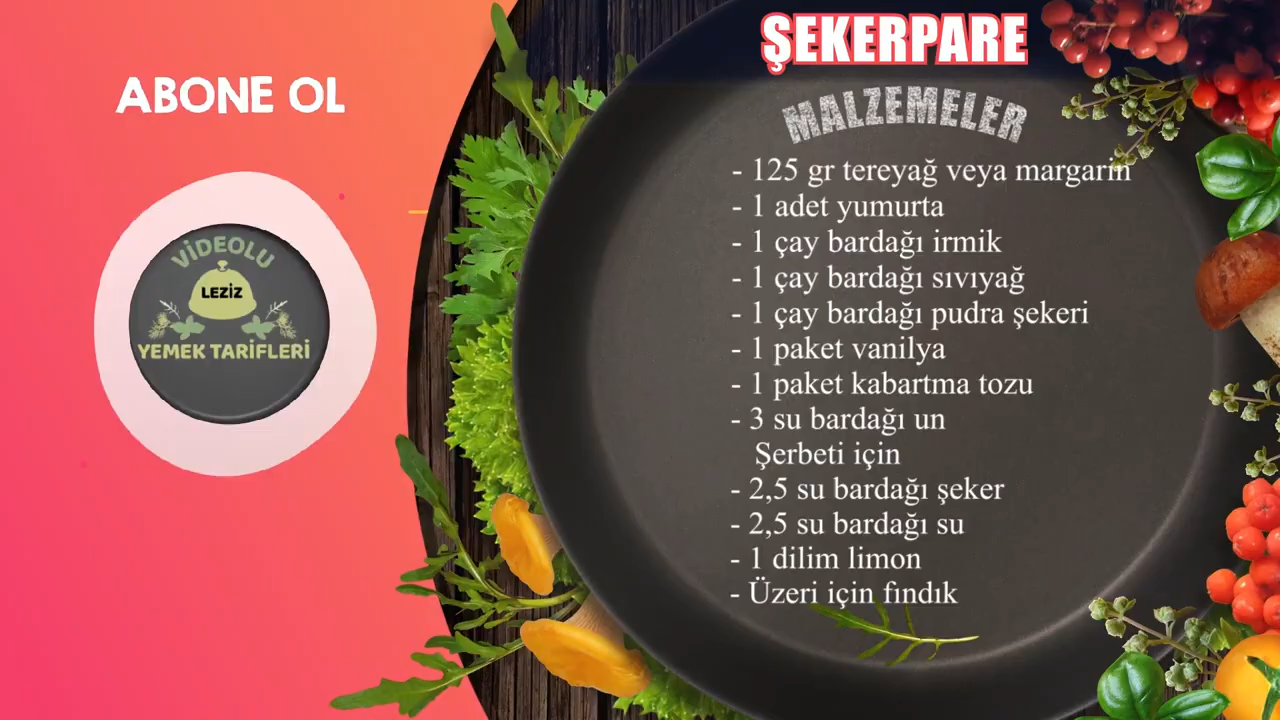 ABONE OL
VİDEOLU
LEZİZ
YEMEK TARİFLERİ
ŞEKERPARE
MALZEMELER
- 125 gr tereyağ veya margarin
- 1 adet yumurta
- 1 çay bardağı irmik
- 1 çay bardağı sıvıyağ
- 1 çay bardağı pudra şekeri
- 1 paket vanilya
- 1 paket kabartma tozu
- 3 su bardağı un
Şerbeti için
- 2,5 su bardağı şeker
- 2,5 su bardağı su
- 1 dilim limon
- Üzeri için fındık